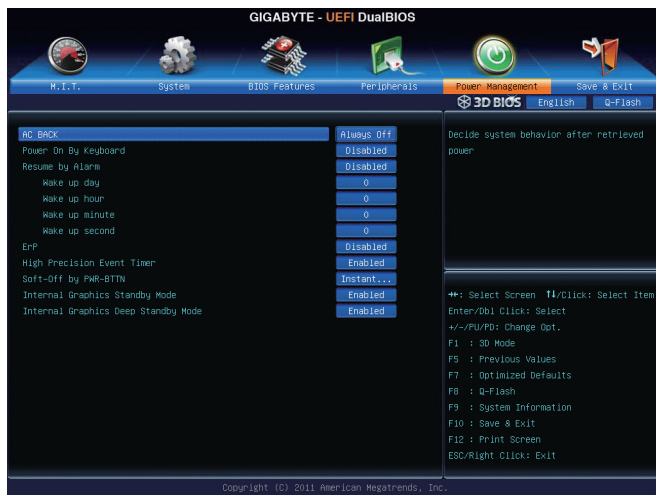 GIGABYTE - UEFI DualBIOS
M.I.T. System BIOS Features Peripherals Power Management Save & Exit
3D BIOS English Q-Flash
AC BACK Always Off
Power On By Keyboard Disabled
Resume by Alarm Disabled
Wake up day 0
Wake up hour 0
Wake up minute 0
Wake up second 0
ErP Disabled
High Precision Event Timer Enabled
Soft-Off by PWR-BTTN Instant...
Internal Graphics Standby Mode Enabled
Internal Graphics Deep Standby Mode Enabled
Decide system behavior after retrieved
power
→←: Select Screen ↑↓/Click: Select Item
Enter/Dbl Click: Select
+/-/PU/PD: Change Opt.
F1 : 3D Mode
F5 : Previous Values
F7 : Optimized Defaults
F8 : Q-Flash
F9 : System Information
F10 : Save & Exit
F12 : Print Screen
ESC/Right Click: Exit
Copyright (C) 2011 American Megatrends, Inc.